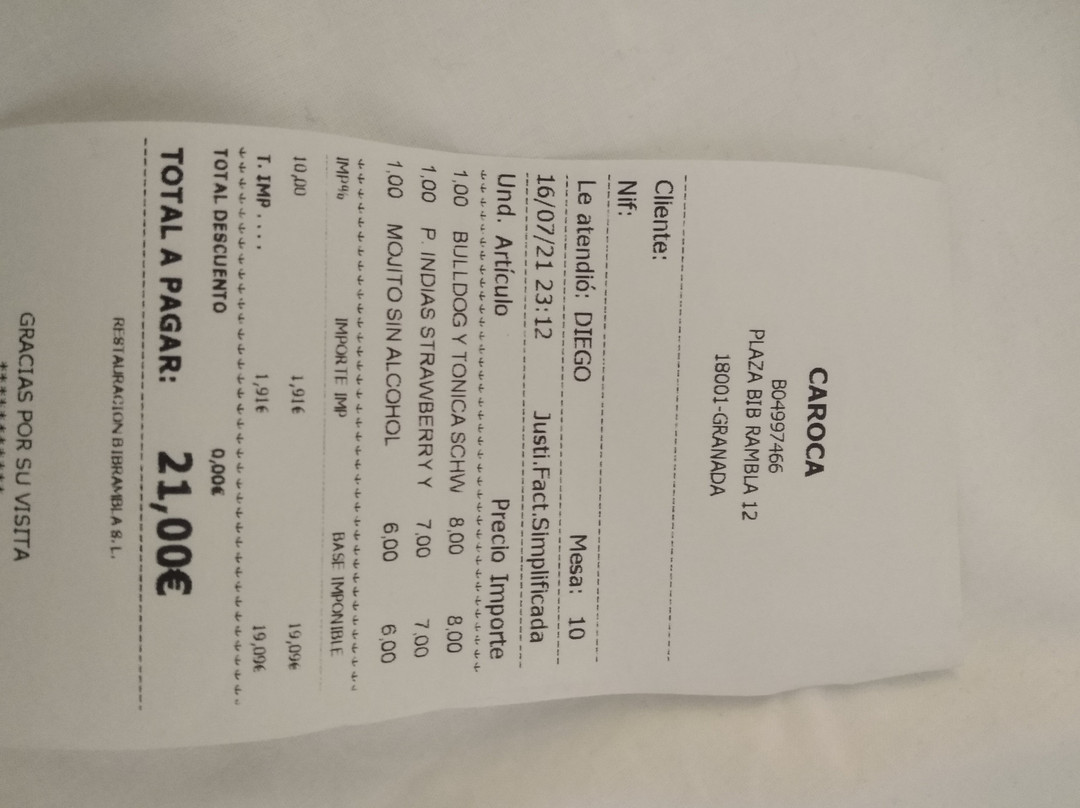 CAROCA
B04997466
PLAZA BIB RAMBLA 12
18001-GRANADA
Cliente:
Nif:
Le atendió: DIEGO Mesa: 10
16/07/21 23:12 Justi.Fact.Simplificada
Und. Artículo Precio Importe
1,00 BULLDOG Y TONICA SCHW 8,00 8,00
1,00 P. INDIAS STRAWBERRY Y 7,00 7,00
1,00 MOJITO SIN ALCOHOL 6,00 6,00
IMP% IMPORTE IMP BASE IMPONIBLE
10,00 1,91€ 19,09€
T. IMP .... 1,91€ 19,09€
TOTAL DESCUENTO 0,00€
TOTAL A PAGAR: 21,00€
RESTAURACION BIBRAMBLA S.L.
GRACIAS POR SU VISITA